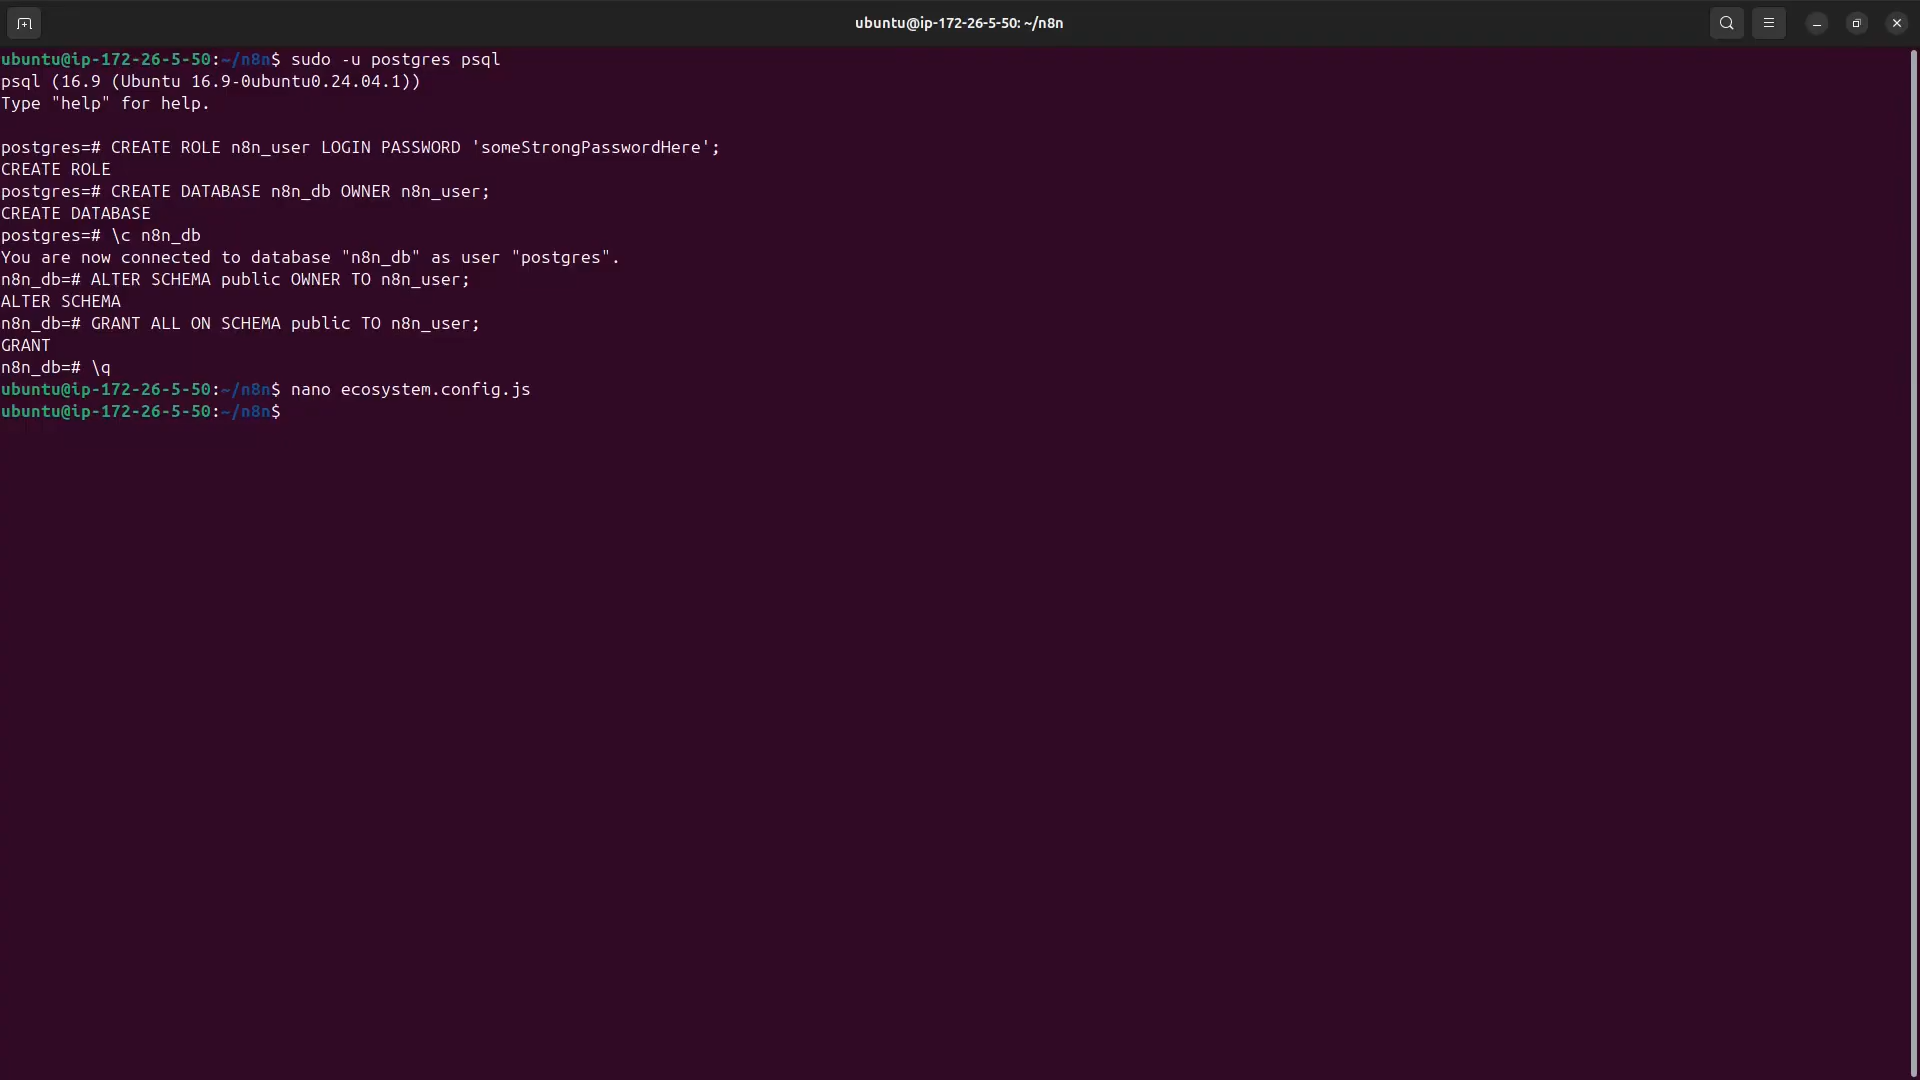 ubuntu@ip-172-26-5-50: ~/n8n
ubuntu@ip-172-26-5-50:~/n8n$ sudo -u postgres psql
psql (16.9 (Ubuntu 16.9-0ubuntu0.24.04.1))
Type "help" for help.
postgres=# CREATE ROLE n8n_user LOGIN PASSWORD 'someStrongPasswordHere';
CREATE ROLE
postgres=# CREATE DATABASE n8n_db OWNER n8n_user;
CREATE DATABASE
postgres=# \c n8n_db
You are now connected to database "n8n_db" as user "postgres".
n8n_db=# ALTER SCHEMA public OWNER TO n8n_user;
ALTER SCHEMA
n8n_db=# GRANT ALL ON SCHEMA public TO n8n_user;
GRANT
n8n_db=# \q
ubuntu@ip-172-26-5-50:~/n8n$ nano ecosystem.config.js
ubuntu@ip-172-26-5-50:~/n8n$